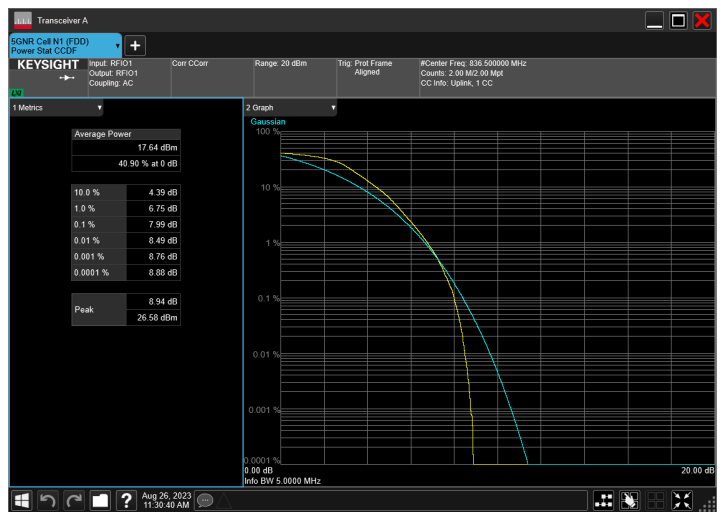 Transceiver A
5GNR Cell N1 (FDD)
Power Stat CCDF
KEYSIGHT
Input: RFIO1
Output: RFIO1
Coupling: AC
Corr CCorr
Range: 20 dBm
Trig: Prot Frame
Aligned
#Center Freq: 836.500000 MHz
Counts: 2.00 M/2.00 Mpt
CC Info: Uplink, 1 CC
1 Metrics
Average Power
17.64 dBm
40.90 % at 0 dB
10.0 % 4.39 dB
1.0 % 6.75 dB
0.1 % 7.99 dB
0.01 % 8.49 dB
0.001 % 8.76 dB
0.0001 % 8.88 dB
Peak
8.94 dB
26.58 dBm
2 Graph
Gaussian
100 %
10 %
1 %
0.1 %
0.01 %
0.001 %
0.0001 %
0.00 dB
20.00 dB
Info BW 5.0000 MHz
?
Aug 26, 2023
11:30:40 AM